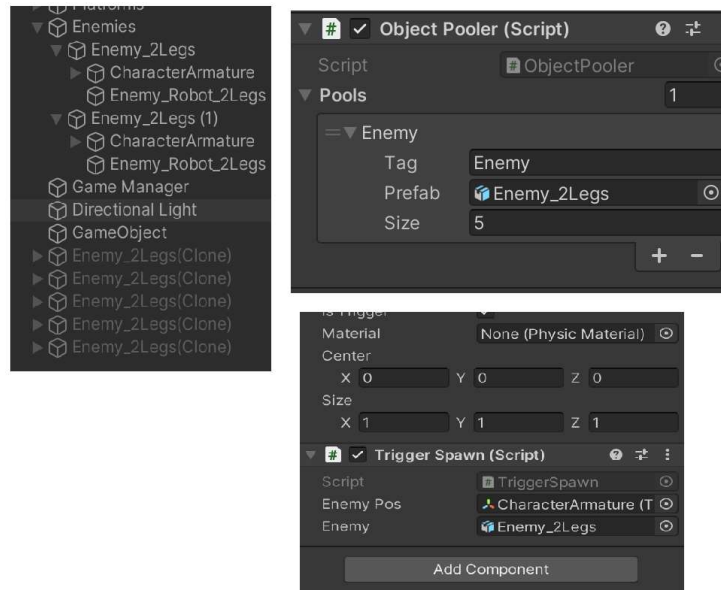 Platforms
Enemies
Enemy_2Legs
CharacterArmature
Enemy_Robot_2Legs
Enemy_2Legs (1)
CharacterArmature
Enemy_Robot_2Legs
Game Manager
Directional Light
GameObject
Enemy_2Legs(Clone)
Enemy_2Legs(Clone)
Enemy_2Legs(Clone)
Enemy_2Legs(Clone)
Enemy_2Legs(Clone)
# Object Pooler (Script)
Script # ObjectPooler
Pools 1
Enemy
Tag Enemy
Prefab Enemy_2Legs
Size 5
+ -
Is Trigger
Material None (Physic Material)
Center
X 0 Y 0 Z 0
Size
X 1 Y 1 Z 1
# Trigger Spawn (Script)
Script # TriggerSpawn
Enemy Pos CharacterArmature (T
Enemy Enemy_2Legs
Add Component